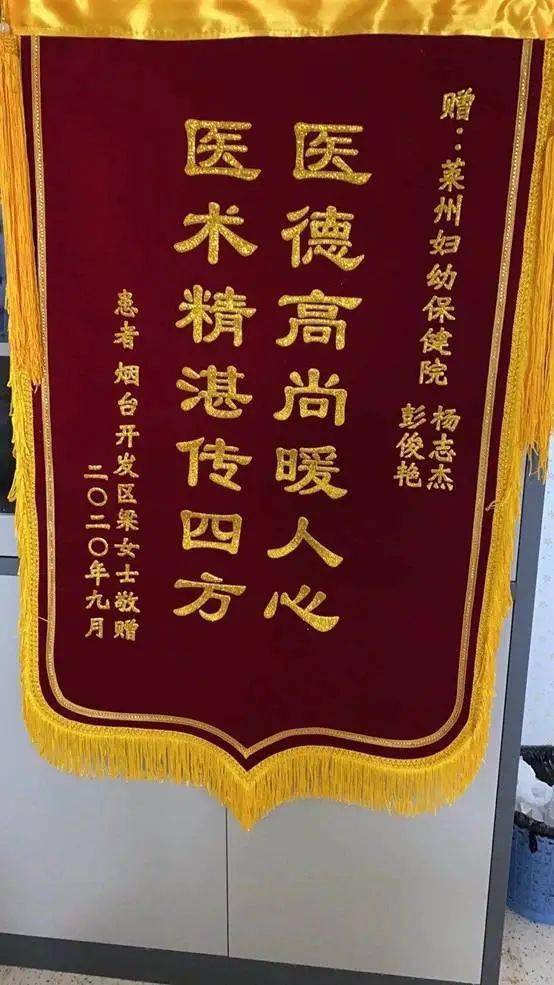 赠：莱州妇幼保健院
杨志杰
彭俊艳
医德高尚暖人心
医术精湛传四方
患者烟台开发区梁女士敬赠
二〇二〇年九月